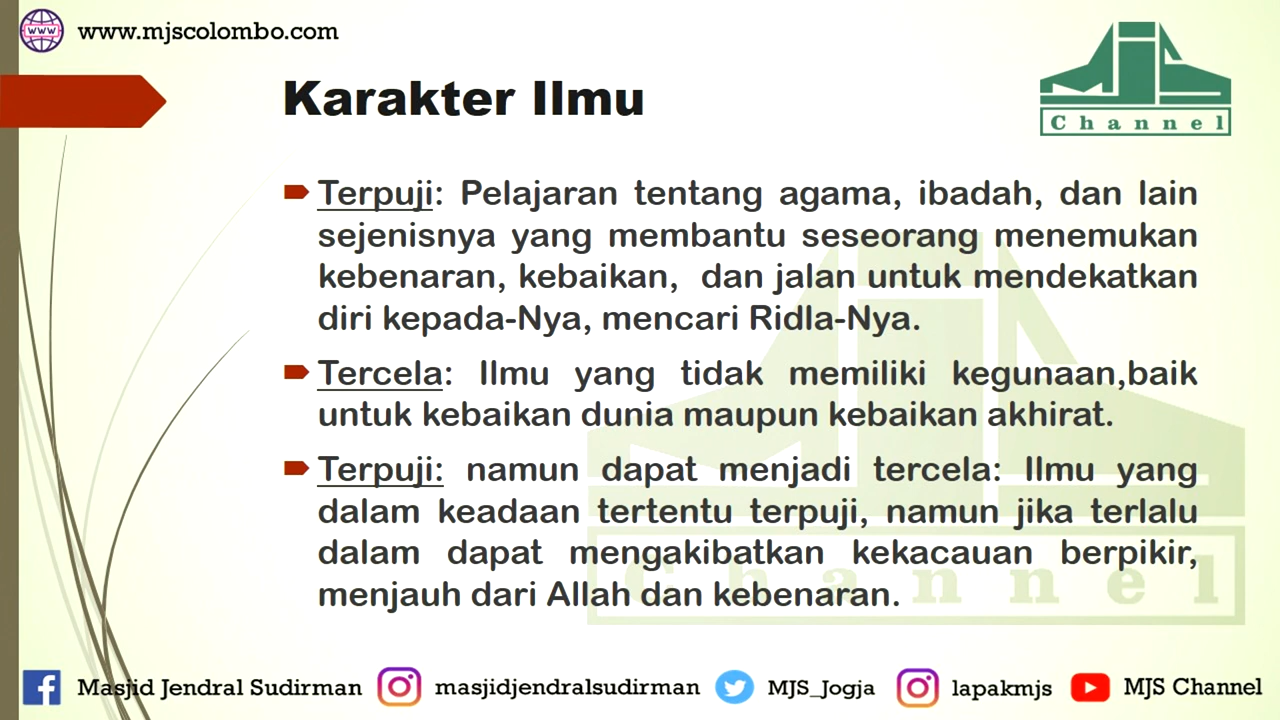 www.mjscolombo.com
MJS
Channel
Karakter Ilmu
Terpuji: Pelajaran tentang agama, ibadah, dan lain
sejenisnya yang membantu seseorang menemukan
kebenaran, kebaikan,  dan jalan untuk mendekatkan
diri kepada-Nya, mencari Ridla-Nya.
Tercela: Ilmu yang tidak memiliki kegunaan,baik
untuk kebaikan dunia maupun kebaikan akhirat.
Terpuji: namun dapat menjadi tercela: Ilmu yang
dalam keadaan tertentu terpuji, namun jika terlalu
dalam dapat mengakibatkan kekacauan berpikir,
menjauh dari Allah dan kebenaran.
Channel
Masjid Jendral Sudirman masjidjendralsudirman MJS_Jogja lapakmjs MJS Channel